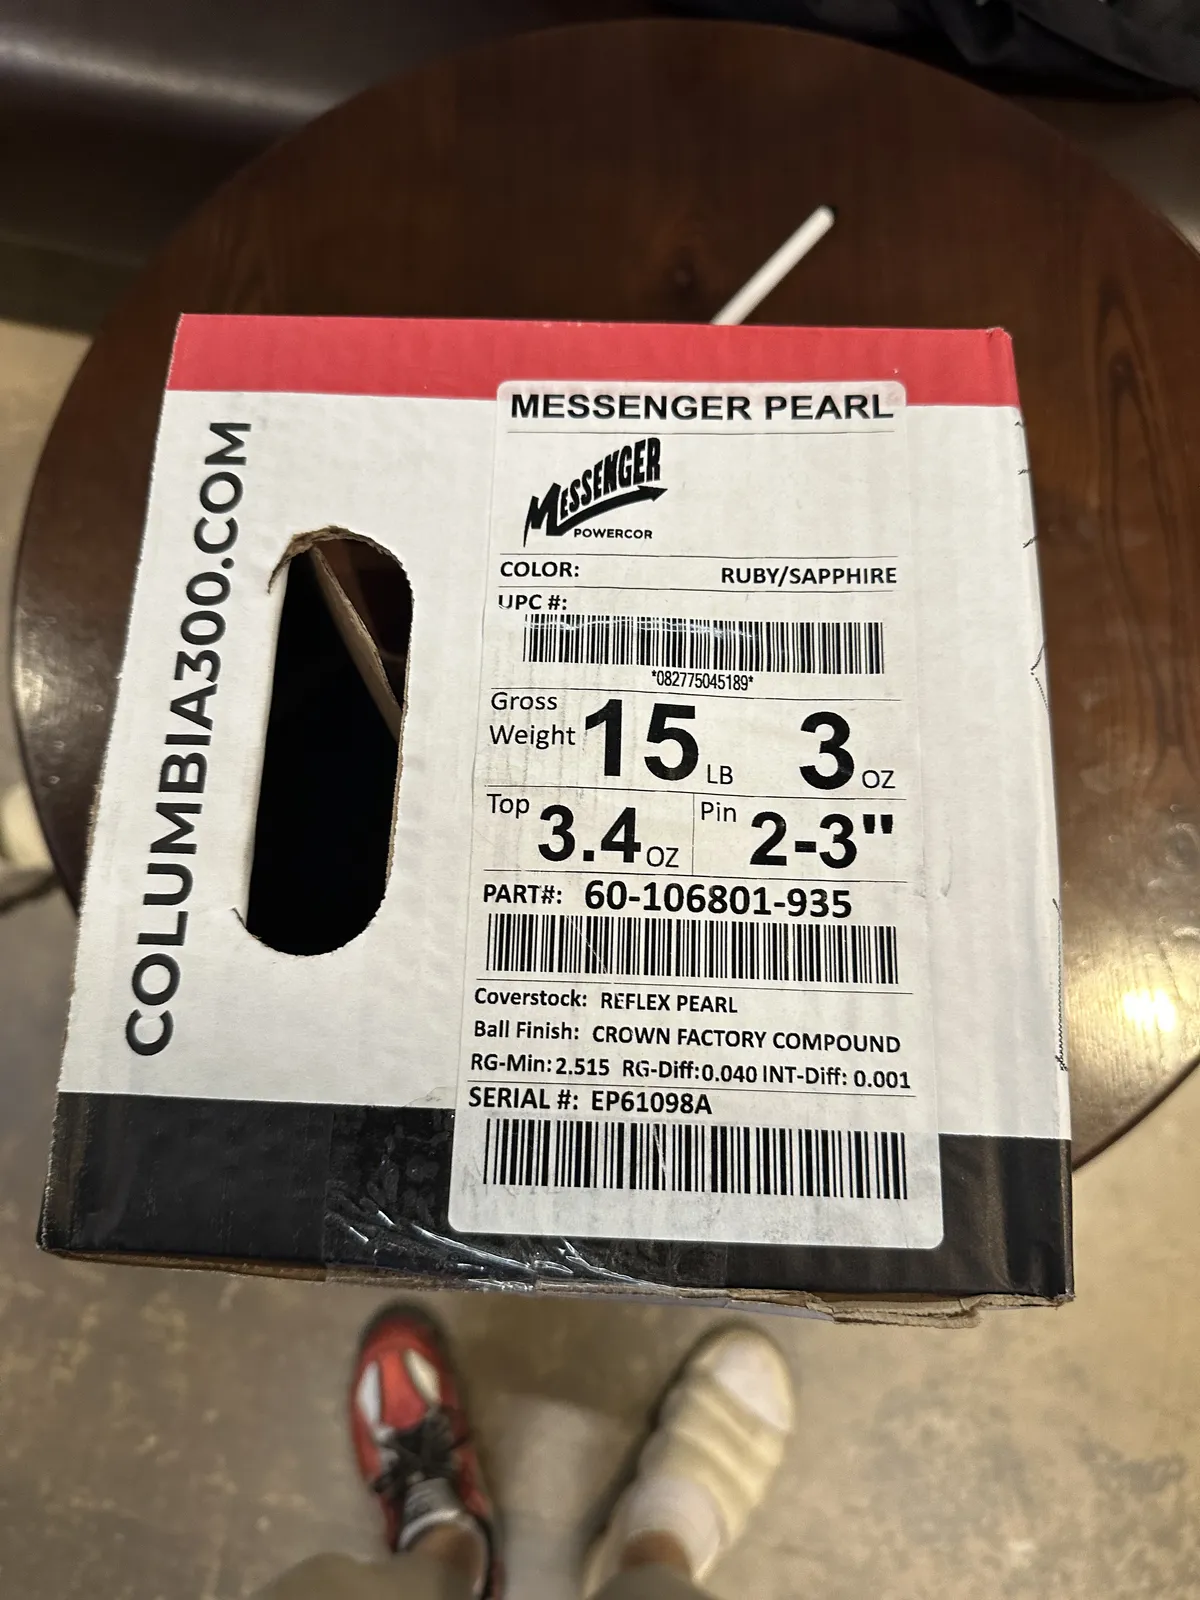 COLUMBIA300.COM
MESSENGER PEARL
MESSENGER
POWERCOR
COLOR: RUBY/SAPPHIRE
UPC #:
*082775045189*
Gross Weight 15 LB 3 OZ
Top 3.4 OZ Pin 2-3"
PART#: 60-106801-935
Coverstock: REFLEX PEARL
Ball Finish: CROWN FACTORY COMPOUND
RG-Min: 2.515 RG-Diff: 0.040 INT-Diff: 0.001
SERIAL #: EP61098A